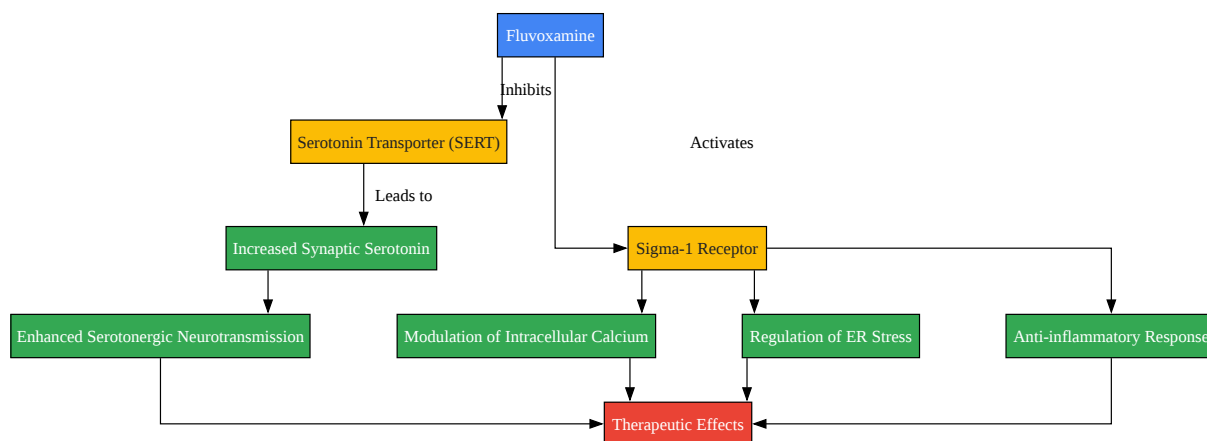 Fluvoxamine
Inhibits
Serotonin Transporter (SERT)
Activates
Leads to
Increased Synaptic Serotonin
Sigma-1 Receptor
Enhanced Serotonergic Neurotransmission
Modulation of Intracellular Calcium
Regulation of ER Stress
Anti-inflammatory Response
Therapeutic Effects